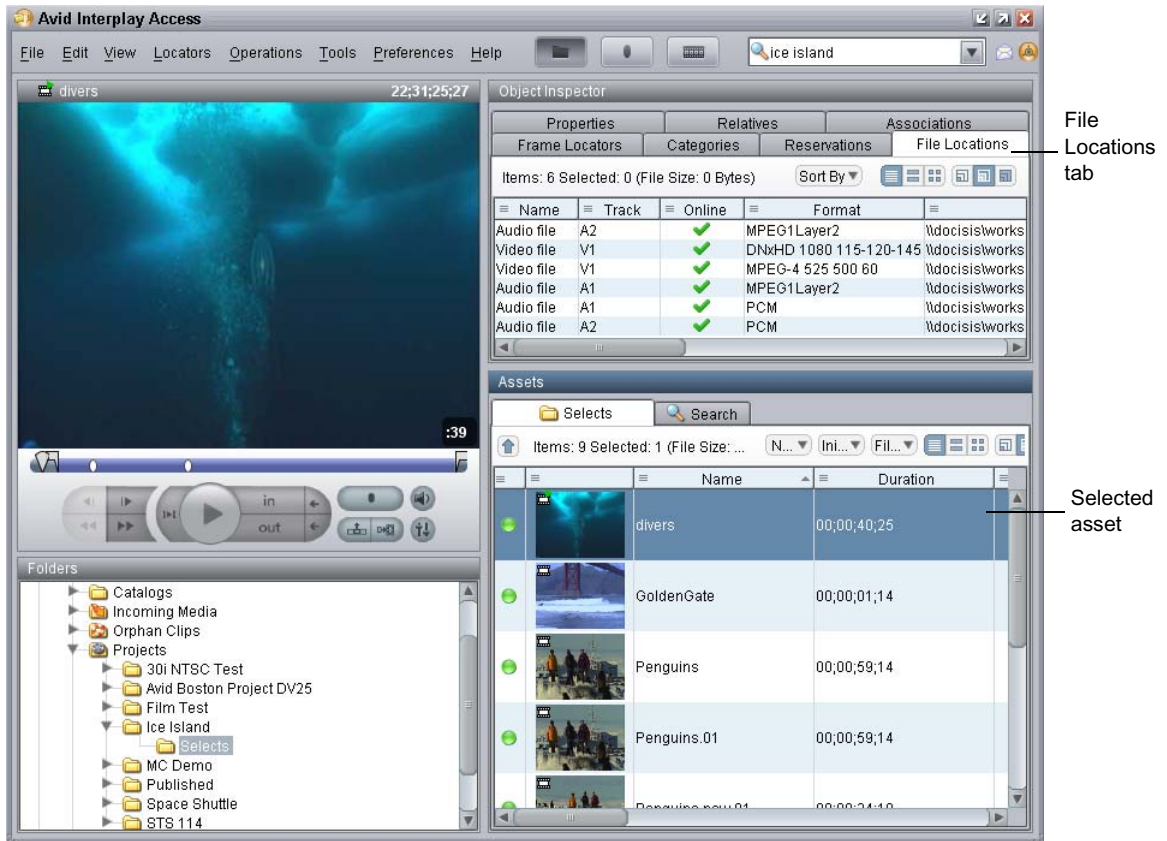 Avid Interplay Access
File Edit View Locators Operations Tools Preferences Help
ice island
divers 22;31;25;27
:39
in
out
Object Inspector
Properties Relatives Associations
Frame Locators Categories Reservations File Locations
Items: 6 Selected: 0 (File Size: 0 Bytes) Sort By
Name Track Online Format
Audio file A2 MPEG1Layer2 \\docisis\works
Video file V1 DNxHD 1080 115-120-145 \\docisis\works
Video file V1 MPEG-4 525 500 60 \\docisis\works
Audio file A1 MPEG1Layer2 \\docisis\works
Audio file A1 PCM \\docisis\works
Audio file A2 PCM \\docisis\works
File
Locations
tab
Assets
Selects Search
Items: 9 Selected: 1 (File Size: ... N... Ini... Fil...
Name Duration
divers 00;00;40;25
GoldenGate 00;00;01;14
Penguins 00;00;59;14
Penguins.01 00;00;59;14
Selected
asset
Folders
Catalogs
Incoming Media
Orphan Clips
Projects
30i NTSC Test
Avid Boston Project DV25
Film Test
Ice Island
Selects
MC Demo
Published
Space Shuttle
STS 114